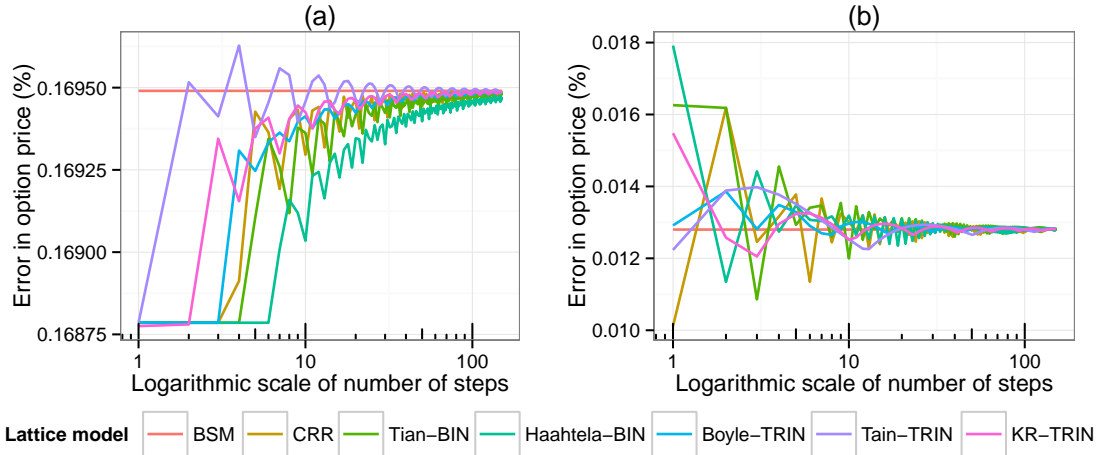 (a)
(b)
Error in option price (%)
0.16950
0.16925
0.16900
0.16875
1
10
100
Logarithmic scale of number of steps
Error in option price (%)
0.018
0.016
0.014
0.012
0.010
1
10
100
Logarithmic scale of number of steps
Lattice model BSM CRR Tian−BIN Haahtela−BIN Boyle−TRIN Tain−TRIN KR−TRIN